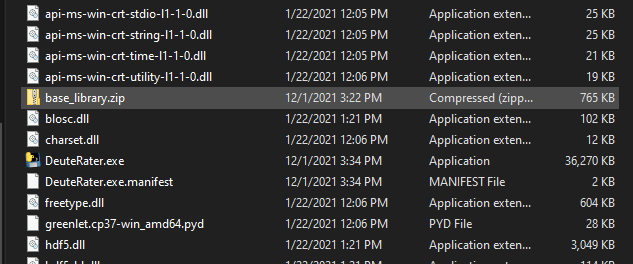 api-ms-win-crt-stdio-l1-1-0.dll 1/22/2021 12:05 PM Application exten... 25 KB
api-ms-win-crt-string-l1-1-0.dll 1/22/2021 12:05 PM Application exten... 25 KB
api-ms-win-crt-time-l1-1-0.dll 1/22/2021 12:05 PM Application exten... 21 KB
api-ms-win-crt-utility-l1-1-0.dll 1/22/2021 12:06 PM Application exten... 19 KB
base_library.zip 12/1/2021 3:22 PM Compressed (zipp... 765 KB
blosc.dll 1/22/2021 1:21 PM Application exten... 102 KB
charset.dll 1/22/2021 12:06 PM Application exten... 12 KB
DeuteRater.exe 12/1/2021 3:34 PM Application 36,270 KB
DeuteRater.exe.manifest 12/1/2021 3:34 PM MANIFEST File 2 KB
freetype.dll 1/22/2021 12:06 PM Application exten... 604 KB
greenlet.cp37-win_amd64.pyd 1/22/2021 12:06 PM PYD File 28 KB
hdf5.dll 1/22/2021 1:21 PM Application exten... 3,049 KB